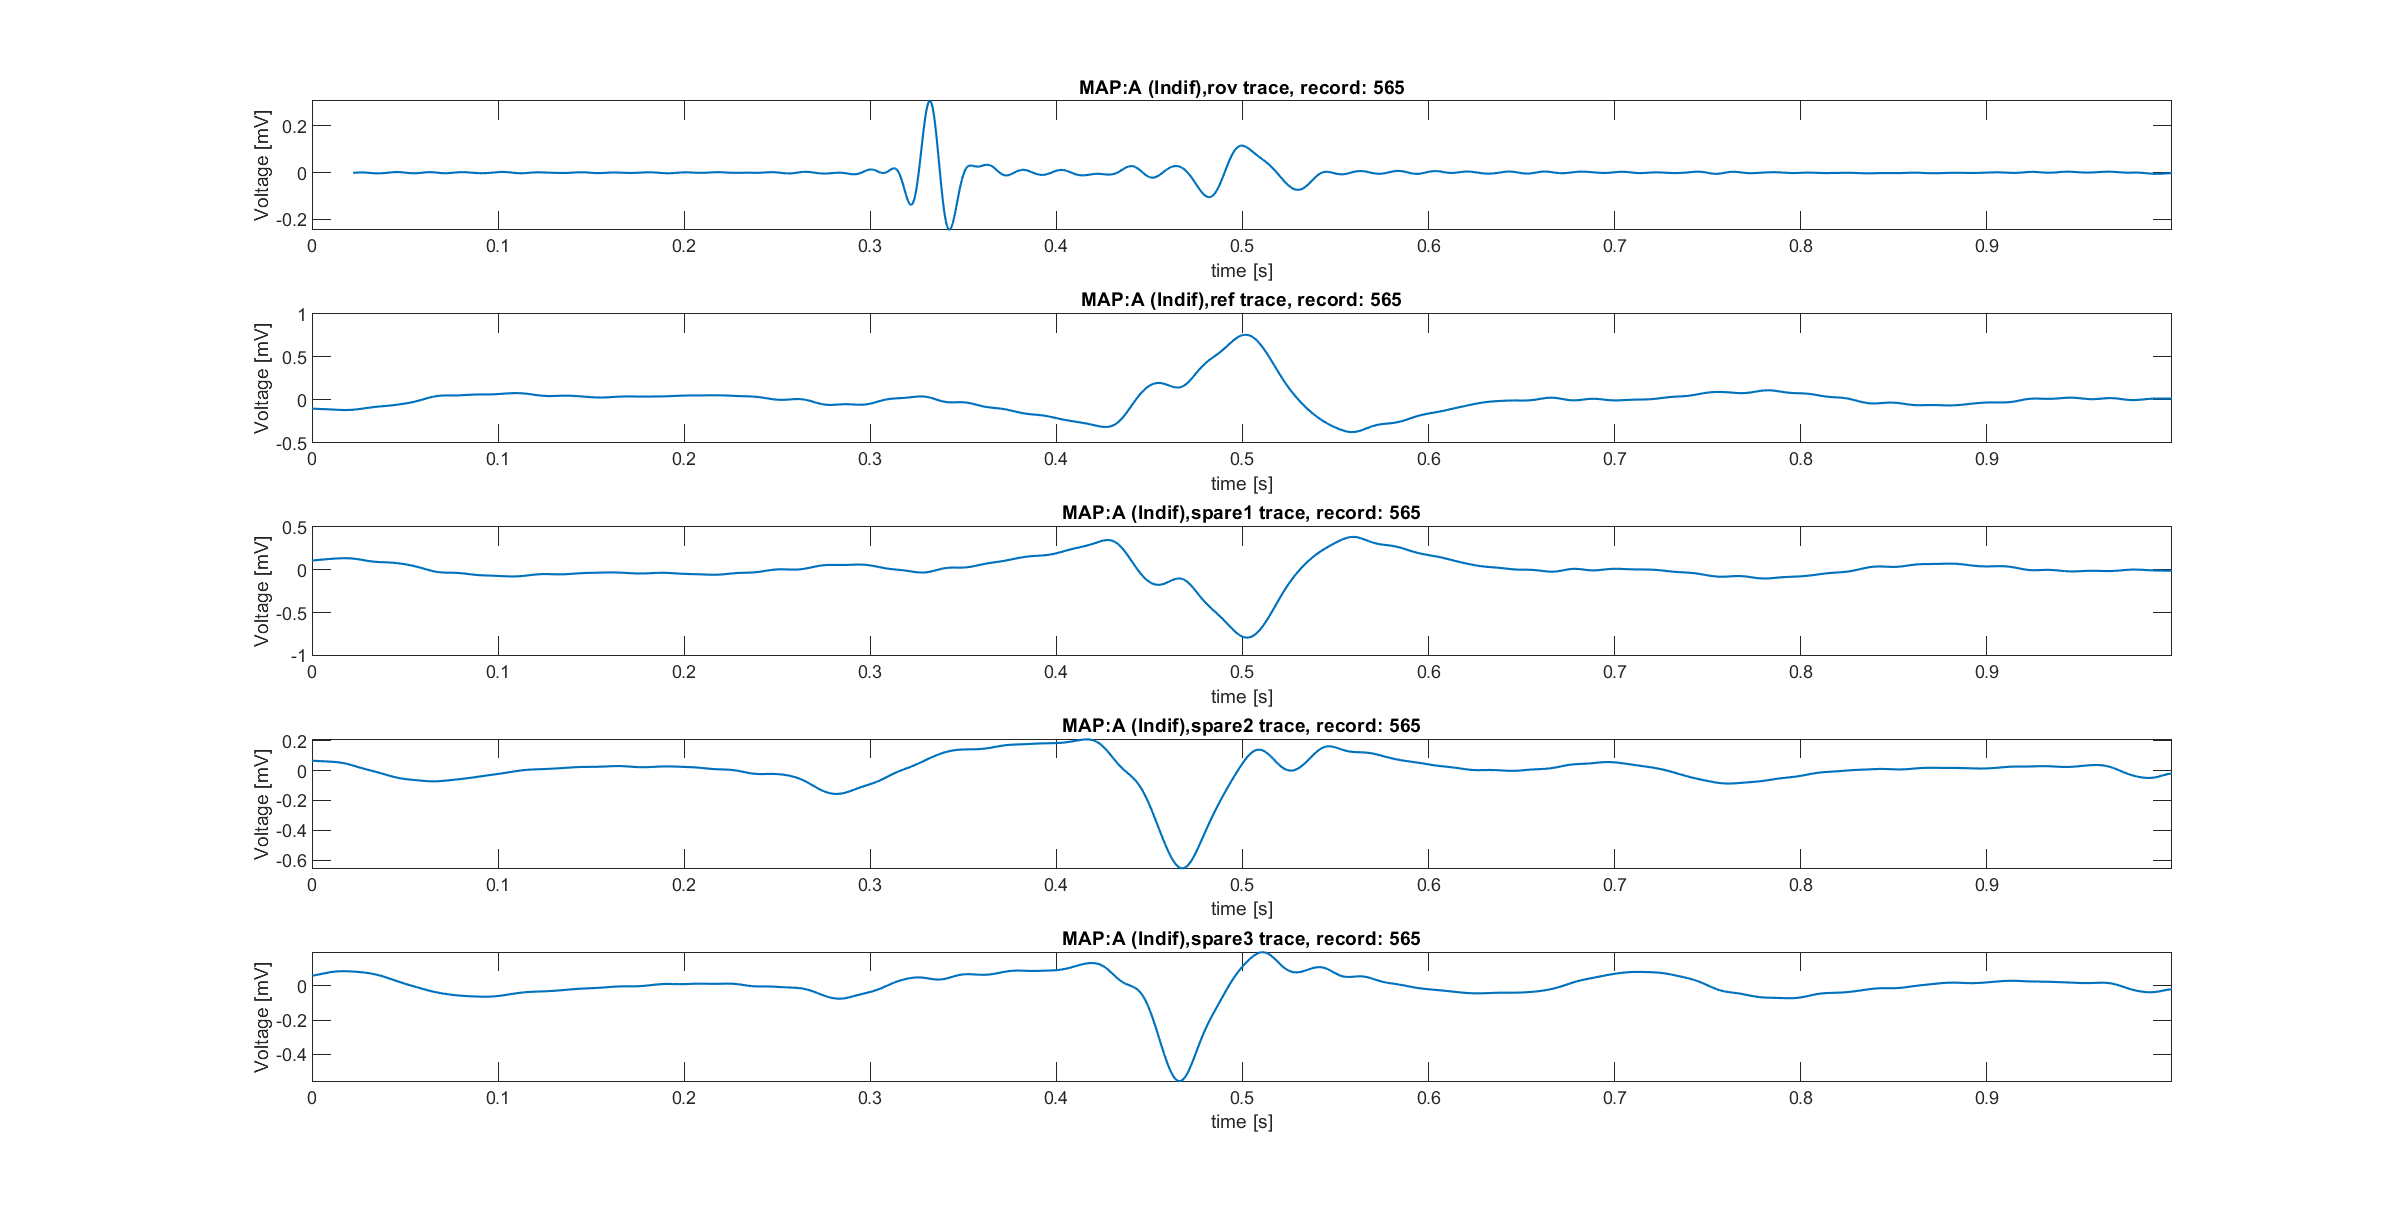 MAP:A (Indif),rov trace, record: 565
Voltage [mV]
0.2
0
-0.2
0 0.1 0.2 0.3 0.4 0.5 0.6 0.7 0.8 0.9
time [s]
MAP:A (Indif),ref trace, record: 565
Voltage [mV]
1
0.5
0
-0.5
0 0.1 0.2 0.3 0.4 0.5 0.6 0.7 0.8 0.9
time [s]
MAP:A (Indif),spare1 trace, record: 565
Voltage [mV]
0.5
0
-0.5
-1
0 0.1 0.2 0.3 0.4 0.5 0.6 0.7 0.8 0.9
time [s]
MAP:A (Indif),spare2 trace, record: 565
Voltage [mV]
0.2
0
-0.2
-0.4
-0.6
0 0.1 0.2 0.3 0.4 0.5 0.6 0.7 0.8 0.9
time [s]
MAP:A (Indif),spare3 trace, record: 565
Voltage [mV]
0
-0.2
-0.4
0 0.1 0.2 0.3 0.4 0.5 0.6 0.7 0.8 0.9
time [s]